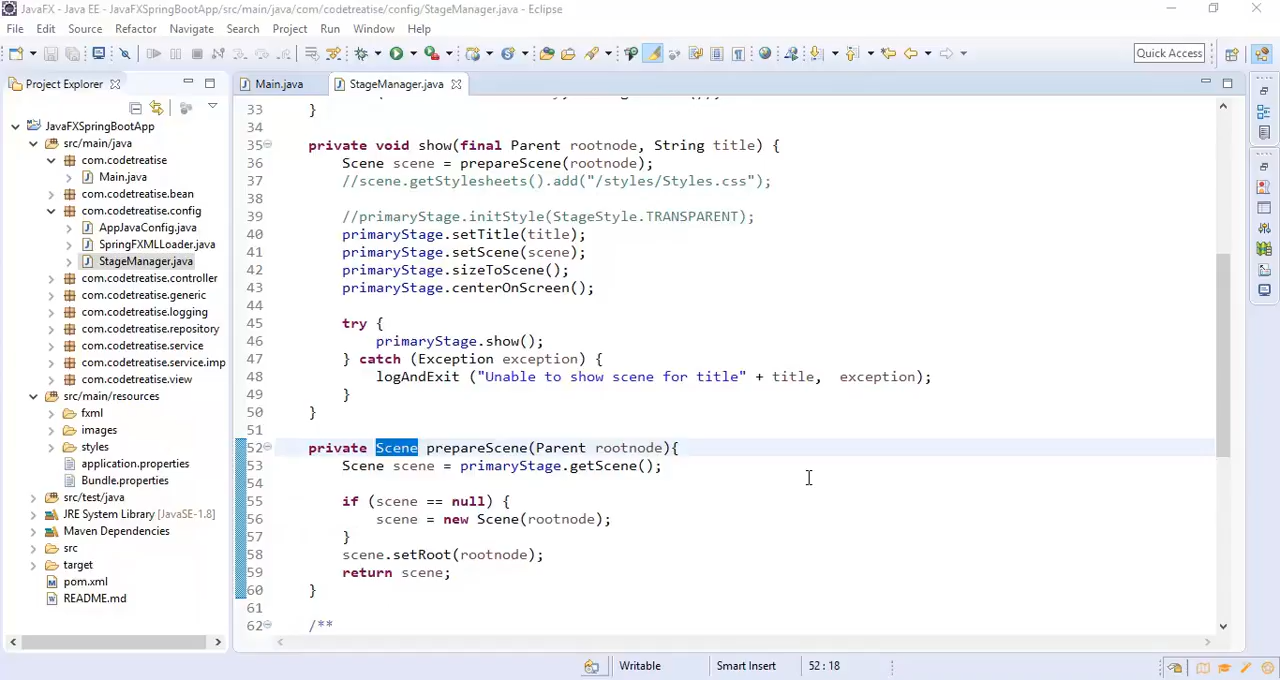 JavaFX - Java EE - JavaFXSpringBootApp/src/main/java/com/codetreatise/config/StageManager.java - Eclipse
File Edit Source Refactor Navigate Search Project Run Window Help
Quick Access
Project Explorer
Main.java
StageManager.java
JavaFXSpringBootApp
src/main/java
com.codetreatise
Main.java
com.codetreatise.bean
com.codetreatise.config
AppJavaConfig.java
SpringFXMLLoader.java
StageManager.java
com.codetreatise.controller
com.codetreatise.generic
com.codetreatise.logging
com.codetreatise.repository
com.codetreatise.service
com.codetreatise.service.imp
com.codetreatise.view
src/main/resources
fxml
images
styles
application.properties
Bundle.properties
src/test/java
JRE System Library [JavaSE-1.8]
Maven Dependencies
src
target
pom.xml
README.md
33 }
34
35 private void show(final Parent rootnode, String title) {
36 Scene scene = prepareScene(rootnode);
37 //scene.getStylesheets().add("/styles/Styles.css");
38
39 //primaryStage.initStyle(StageStyle.TRANSPARENT);
40 primaryStage.setTitle(title);
41 primaryStage.setScene(scene);
42 primaryStage.sizeToScene();
43 primaryStage.centerOnScreen();
44
45 try {
46 primaryStage.show();
47 } catch (Exception exception) {
48 logAndExit ("Unable to show scene for title" + title, exception);
49 }
50 }
51
52 private Scene prepareScene(Parent rootnode){
53 Scene scene = primaryStage.getScene();
54
55 if (scene == null) {
56 scene = new Scene(rootnode);
57 }
58 scene.setRoot(rootnode);
59 return scene;
60 }
61
62 /**
Writable Smart Insert 52 : 18